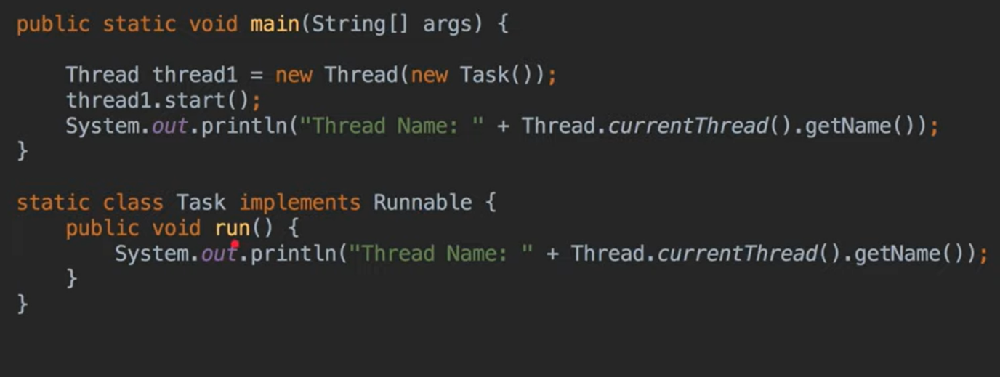 public static void main(String[] args) {
Thread thread1 = new Thread(new Task());
thread1.start();
System.out.println("Thread Name: " + Thread.currentThread().getName());
}
static class Task implements Runnable {
public void run() {
System.out.println("Thread Name: " + Thread.currentThread().getName());
}
}